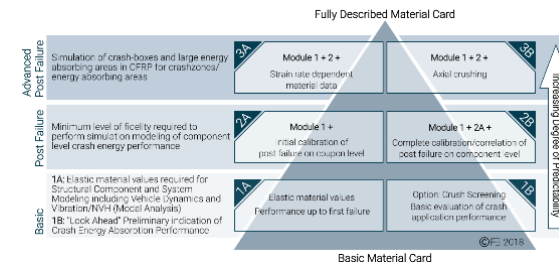 Fully Described Material Card
Advanced
Post Failure
Simulation of crash-boxes and large energy
absorbing areas in CFRP for crashzones/
energy absorbing areas
3A
Module 1 + 2 +
Strain rate dependent
material data
3B
Module 1 + 2 +
Axial crushing
Post Failure
Minimum level of ficelity required to
perform simulation modeling of component
level crash energy performance
2A
Module 1 +
Initial calibration of
post failure on coupon level
2B
Module 1 + 2A +
Complete calibration/correlation of
post failure on component level
Basic
1A: Elastic material values required for
Structural Component and System
Modeling including Vehicle Dynamics and
Vibration/NVH (Modal Analysis)
1B: "Look Ahead" Preliminary indication of
Crash Energy Absorption Performance
1A
Elastic material values
Performance up to first failure
1B
Option: Crush Screening
Basic evaluation of crash
application performance
Increasing Degree of Predictability
2018
Basic Material Card